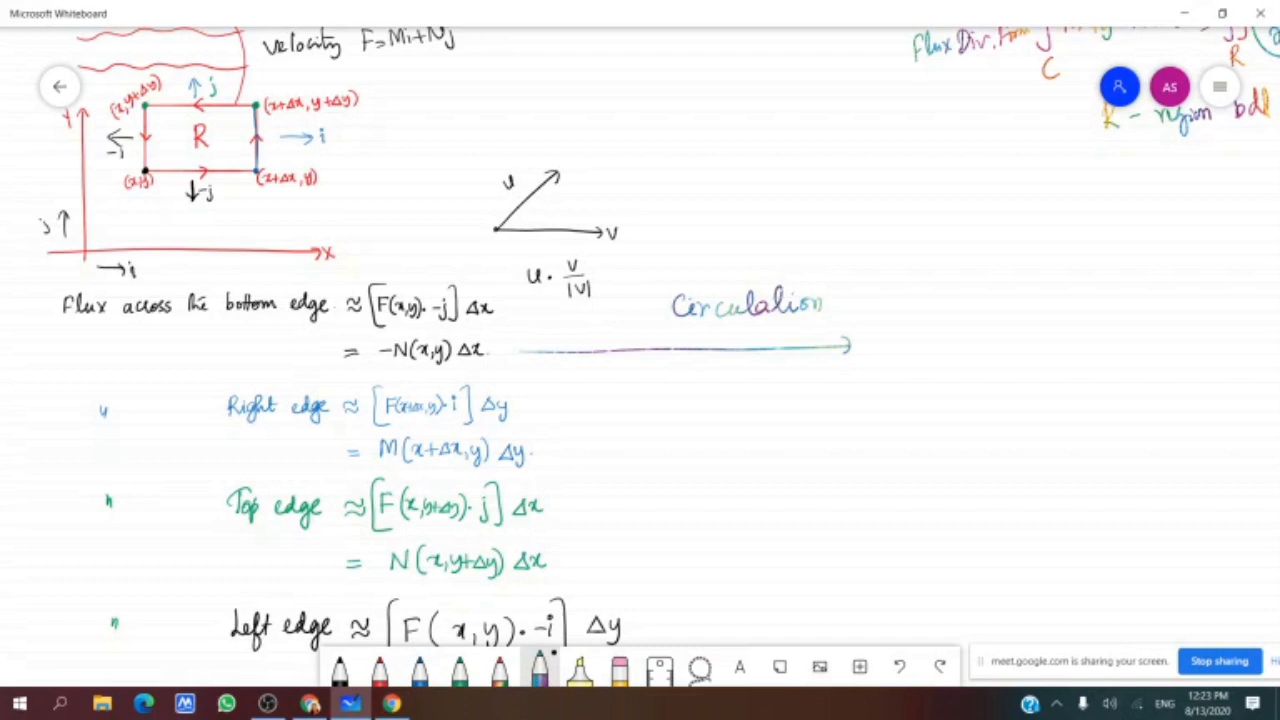 Microsoft Whiteboard
velocity F=Mi+Nj
Flux Div. form
C
R
AS
R - region bd
Y
(x,y+Δy)
j
(x+Δx, y+Δy)
-i
R
i
(x,y)
-j
(x+Δx, y)
j
i
X
u
v
u · v/|v|
Flux across the bottom edge ≈ [F(x,y)· -j] Δx
= -N(x,y) Δx.
Circulation
Right edge ≈ [F(x+Δx,y)· i] Δy
= M(x+Δx,y) Δy.
" Top edge ≈ [F(x,y+Δy)· j] Δx
= N(x,y+Δy) Δx
" Left edge ≈ [F(x,y)· -i] Δy
A
meet.google.com is sharing your screen.
Stop sharing
Hi
ENG
12:23 PM
8/13/2020